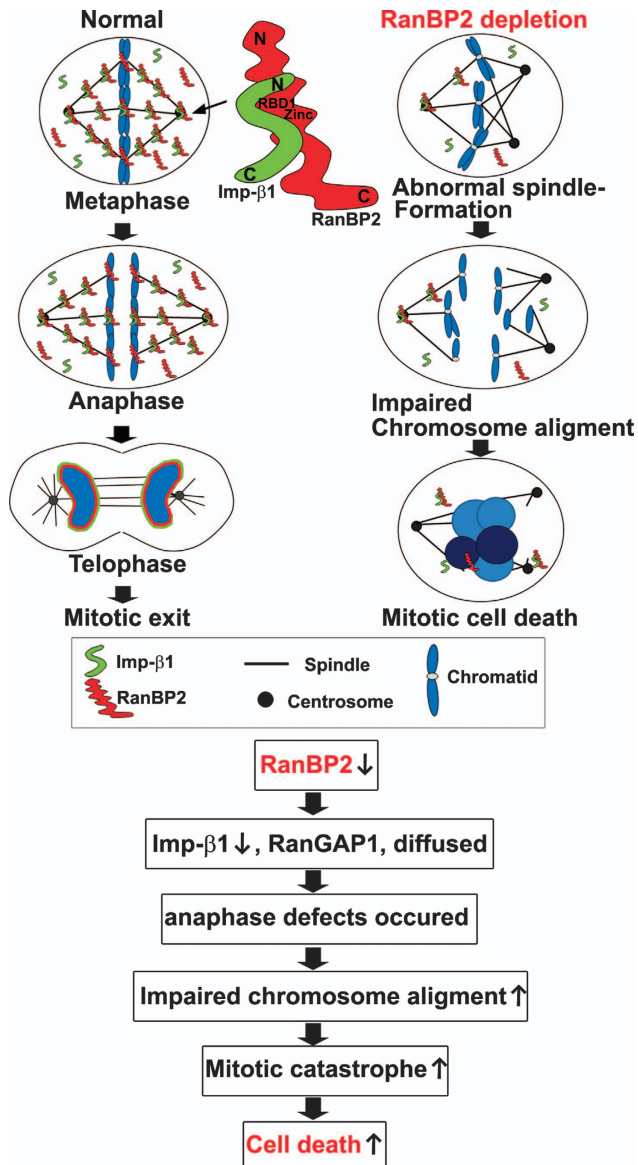 Normal
RanBP2 depletion
N
N
RBD1
Zinc
C
C
Imp-β1
RanBP2
Metaphase
Abnormal spindle-
Formation
Anaphase
Impaired
Chromosome aligment
Telophase
Mitotic exit
Mitotic cell death
Imp-β1
Spindle
Chromatid
RanBP2
Centrosome
RanBP2↓
Imp-β1↓, RanGAP1, diffused
anaphase defects occured
Impaired chromosome aligment↑
Mitotic catastrophe↑
Cell death↑